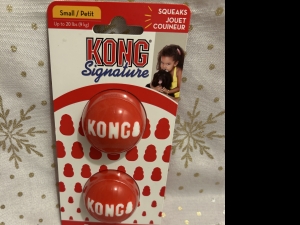 Small / Petit
Up to 20 lbs (9 kg)
SQUEAKS
JOUET
COUINEUR
KONG
Signature
KONG
KONG